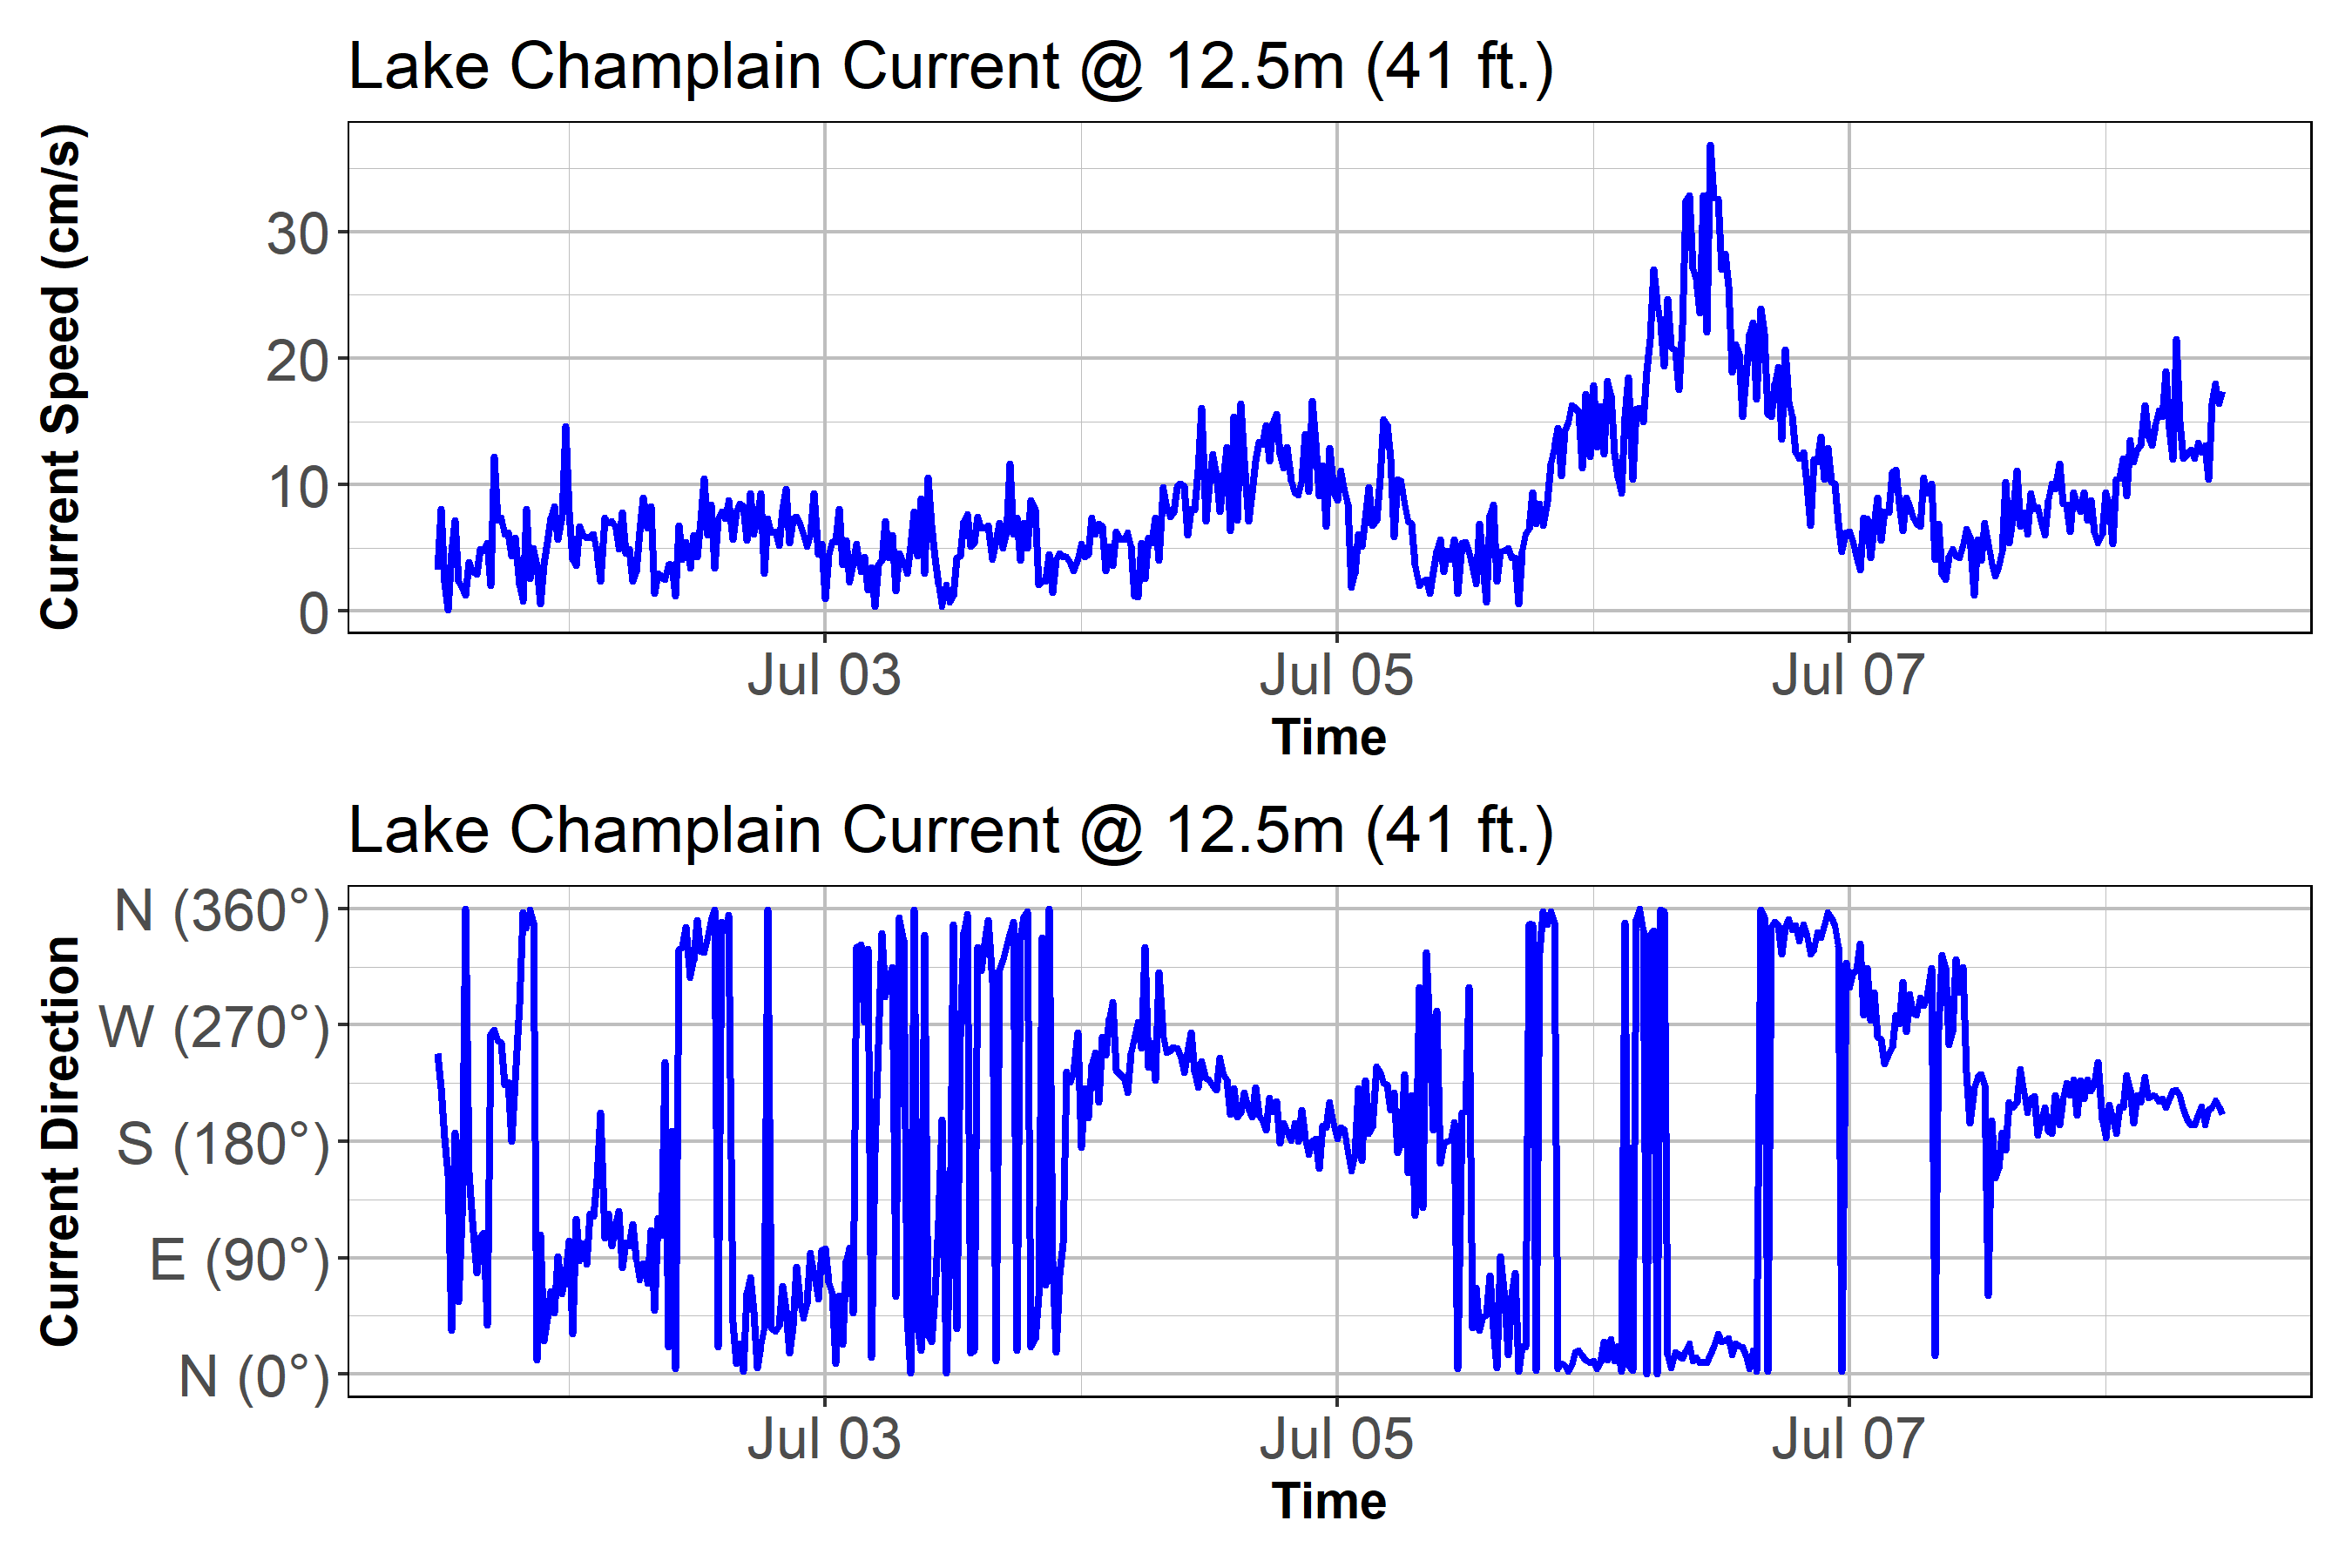 Lake Champlain Current @ 12.5m (41 ft.)
Current Speed (cm/s)
30
20
10
0
Jul 03 Jul 05 Jul 07
Time
Lake Champlain Current @ 12.5m (41 ft.)
Current Direction
N (360°)
W (270°)
S (180°)
E (90°)
N (0°)
Jul 03 Jul 05 Jul 07
Time